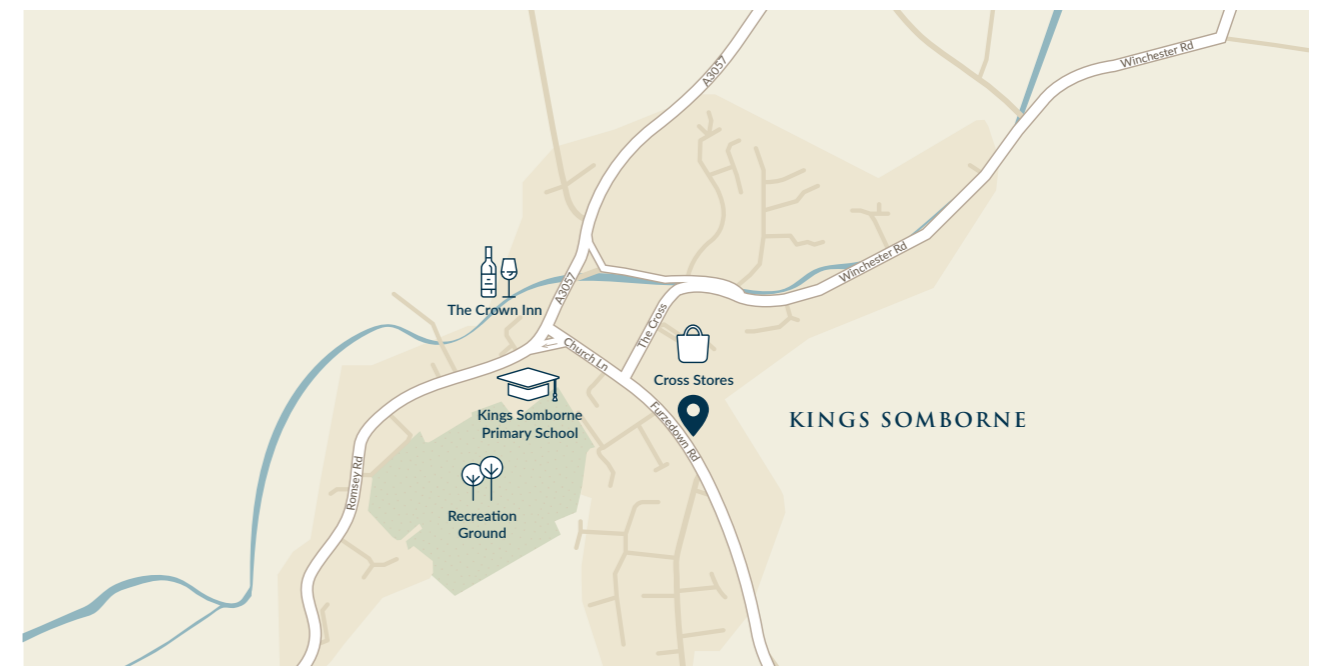 A3057
Winchester Rd
Winchester Rd
A3057
The Crown Inn
The Cross
Church Ln
Cross Stores
Kings Somborne
Primary School
Furzedown Rd
KINGS SOMBORNE
Romsey Rd
Recreation
Ground